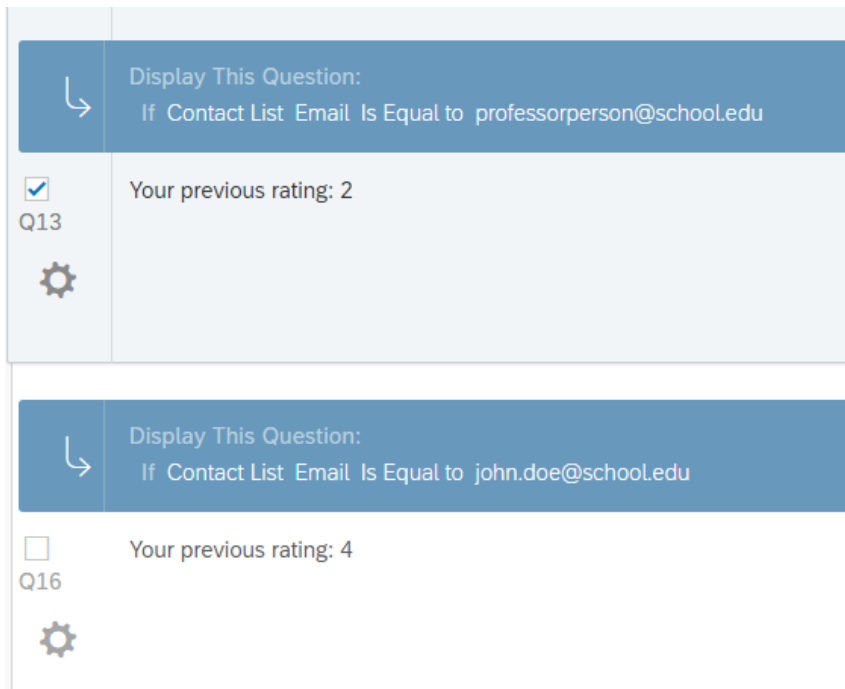 Display This Question:
If Contact List Email Is Equal to professorperson@school.edu
Your previous rating: 2
Q13
Display This Question:
If Contact List Email Is Equal to john.doe@school.edu
Your previous rating: 4
Q16